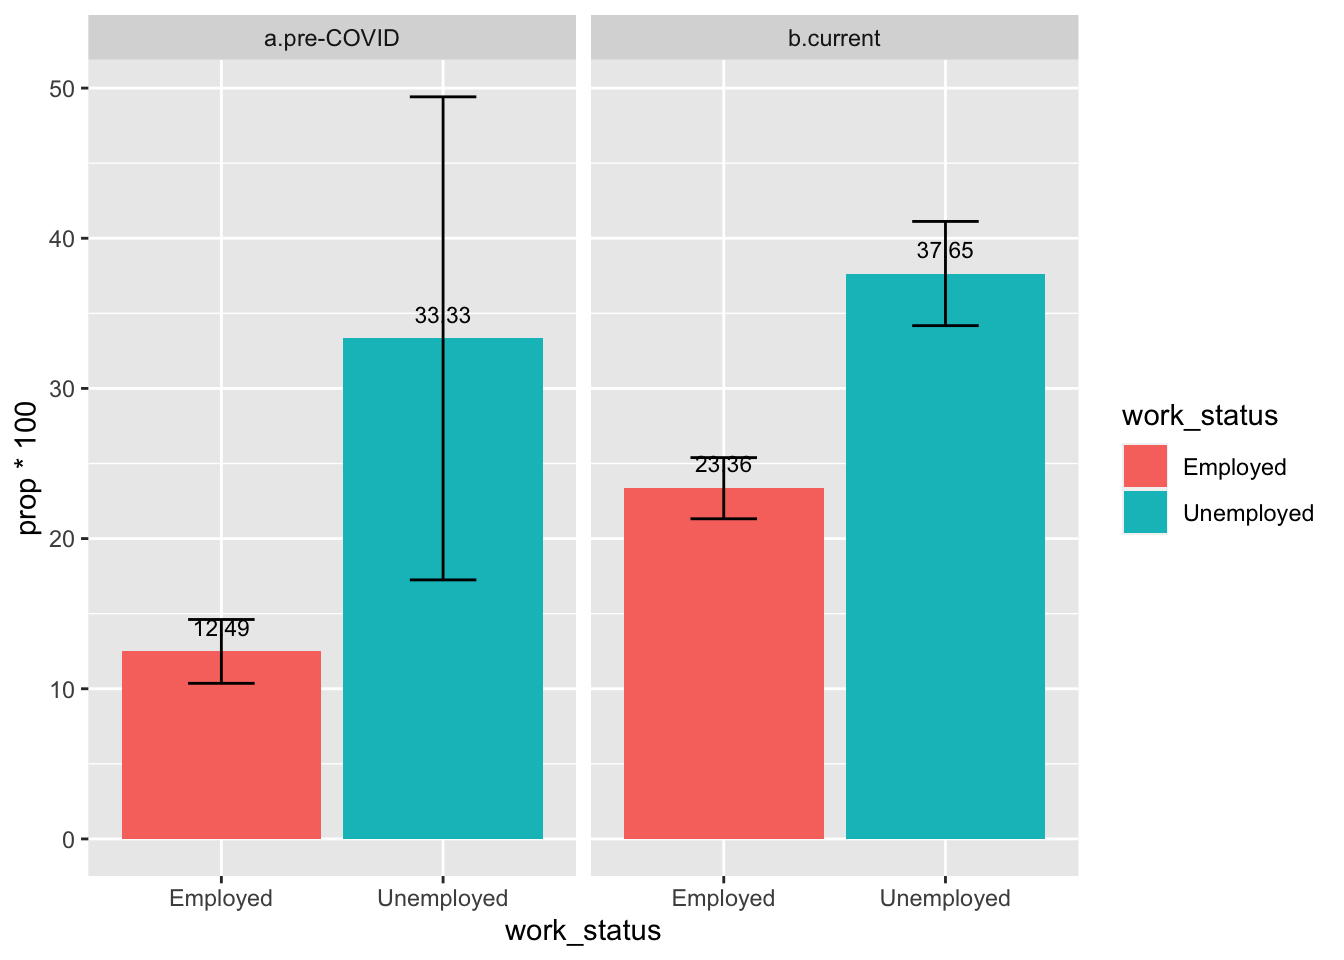 a.pre-COVID
b.current
50
40
30
20
10
0
prop * 100
33.33
12.49
37.65
23.36
Employed
Unemployed
Employed
Unemployed
work_status
work_status
Employed
Unemployed